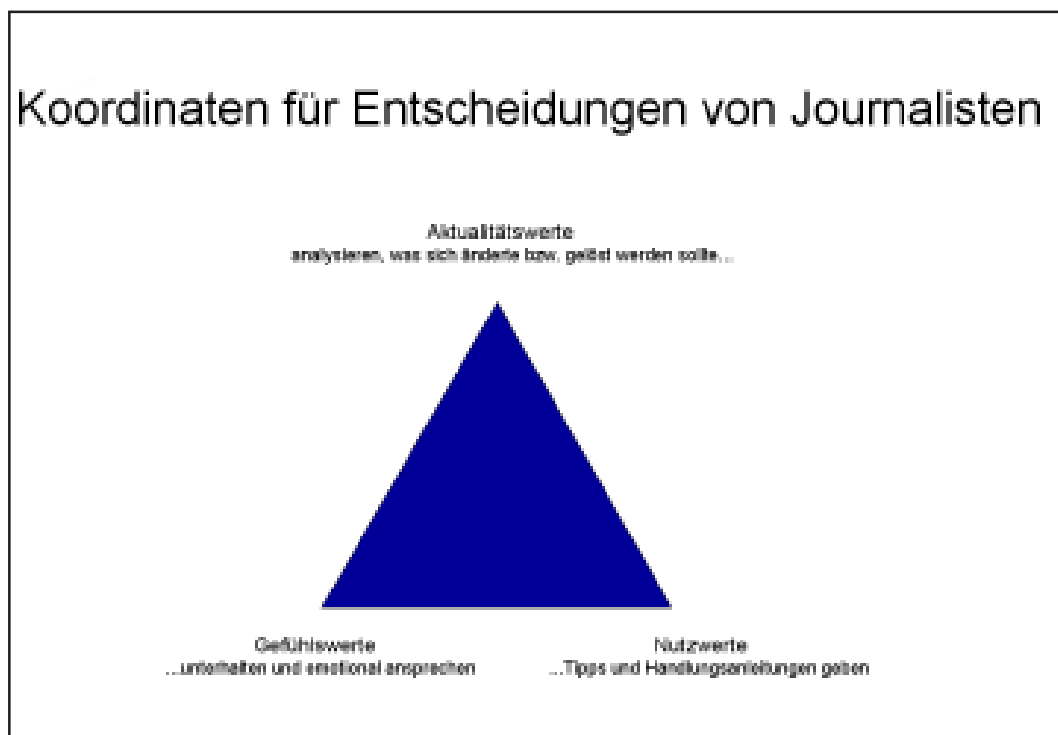 Koordinaten für Entscheidungen von Journalisten
Aktualitätswerte
analysieren, was sich änderte bzw. gelöst werden sollte...
Gefühlswerte
...unterhalten und emotional ansprechen
Nutzwerte
...Tipps und Handlungsanleitungen geben